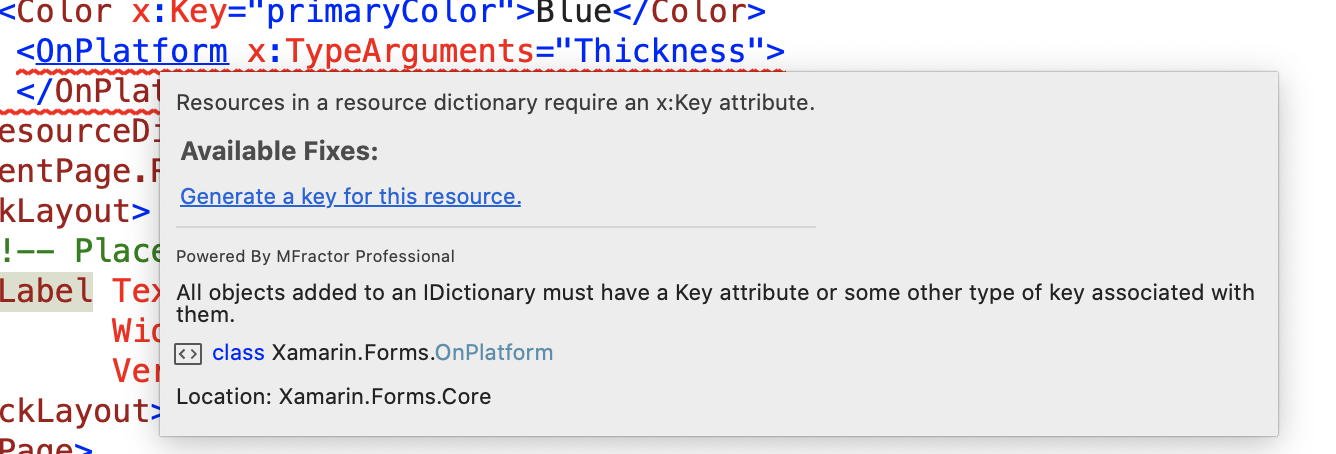 <Color x:Key="primaryColor">Blue</Color>
<OnPlatform x:TypeArguments="Thickness">
</OnPlat
Resources in a resource dictionary require an x:Key attribute.
esourceDi
Available Fixes:
entPage.R
Generate a key for this resource.
kLayout>
!-- Place
Powered By MFractor Professional
Label Tex
All objects added to an IDictionary must have a Key attribute or some other type of key associated with
them.
Wid
class Xamarin.Forms.OnPlatform
Ver
Location: Xamarin.Forms.Core
ckLayout>
Page>